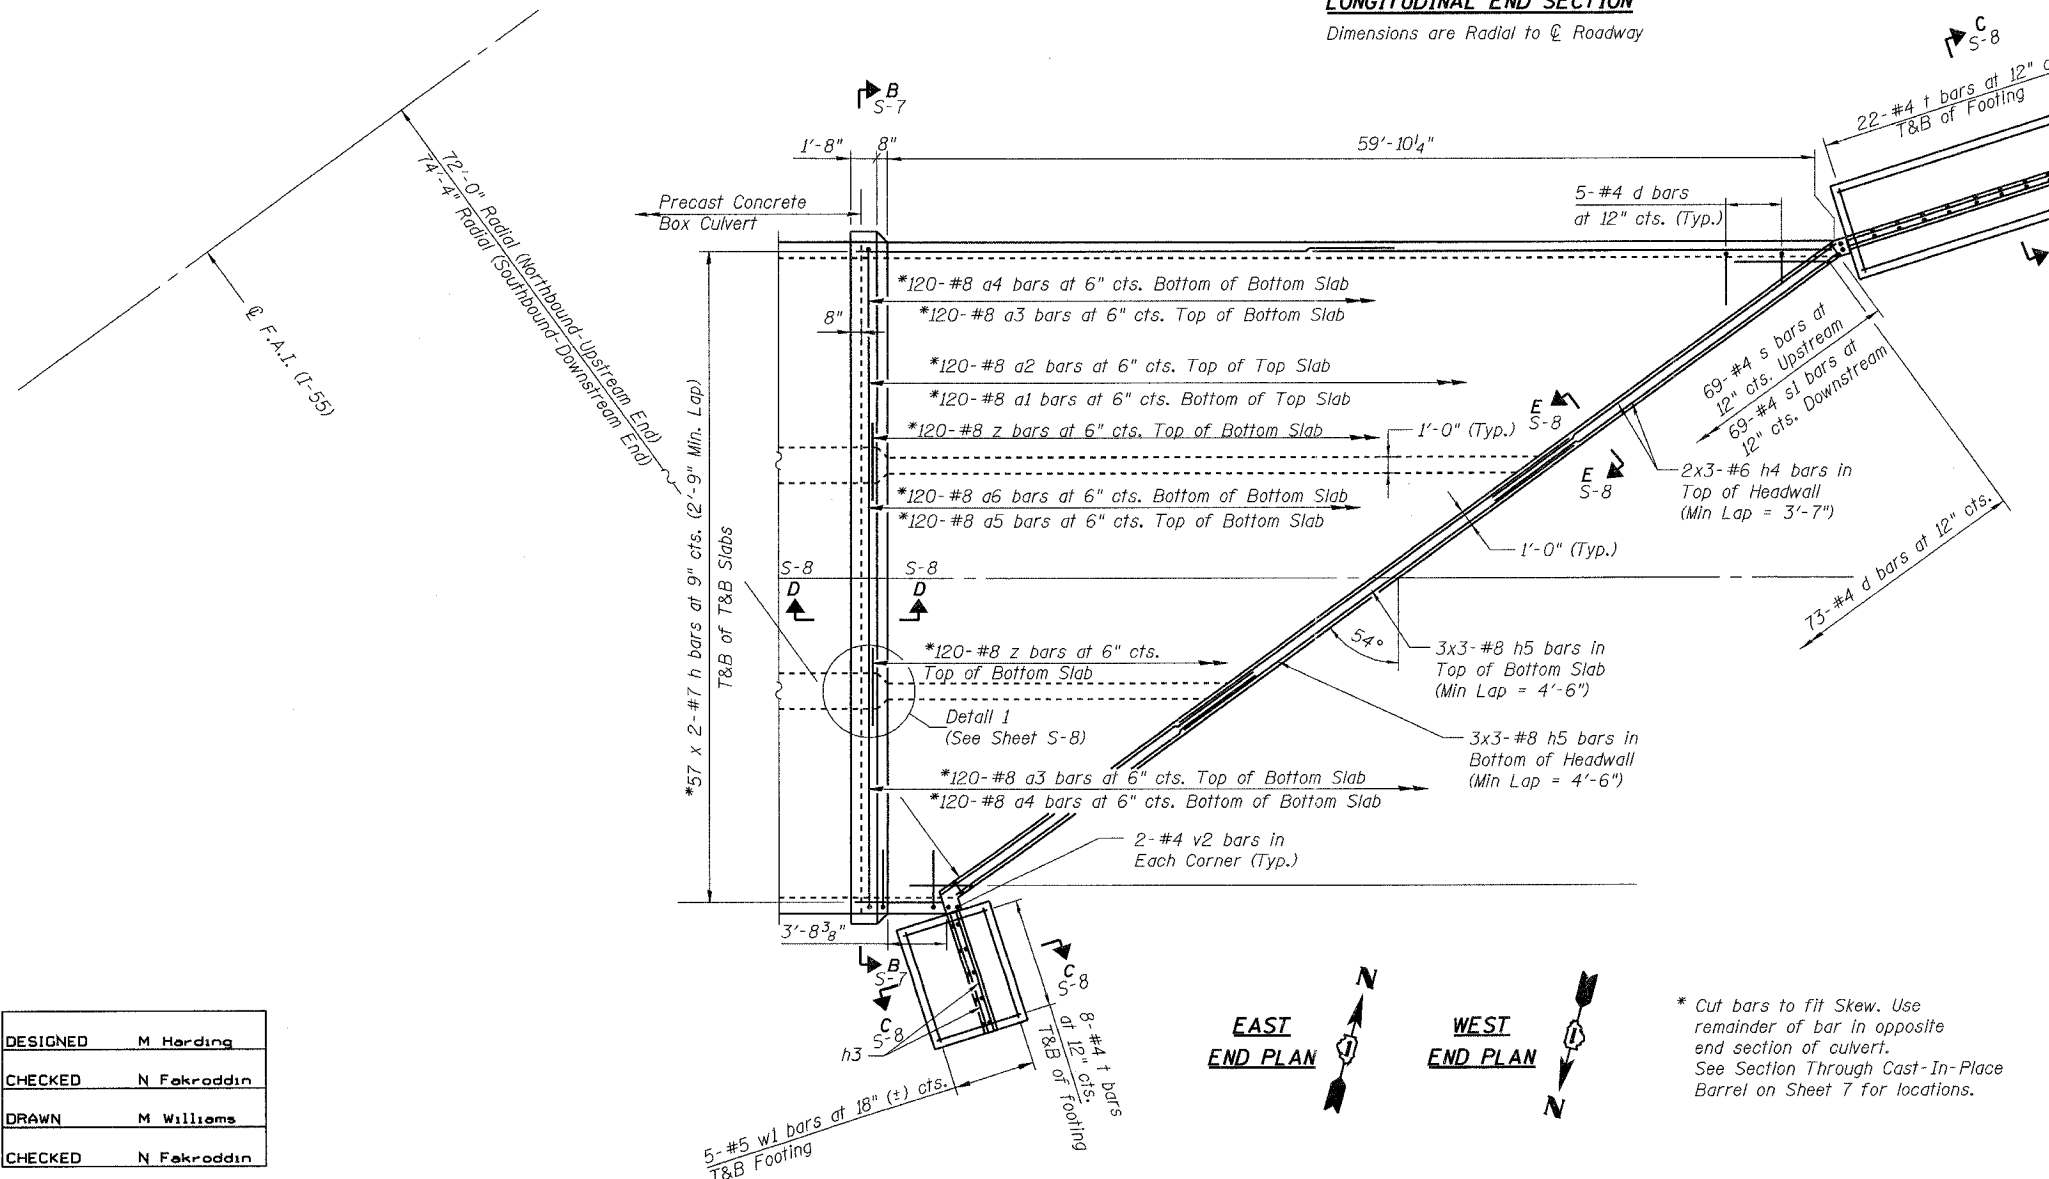 LONGITUDINAL END SECTION
Dimensions are Radial to ℄ Roadway
C
S-8
B
S-7
22-#4 t bars at 12" c
T&B of Footing
1'-8"
8"
59'-10¼"
5-#4 d bars
at 12" cts. (Typ.)
Precast Concrete
Box Culvert
72'-0" Radial (Northbound-Upstream End)
74'-4" Radial (Southbound-Downstream End)
℄ F.A.I. (I-55)
*120-#8 a4 bars at 6" cts. Bottom of Bottom Slab
*120-#8 a3 bars at 6" cts. Top of Bottom Slab
8"
*120-#8 a2 bars at 6" cts. Top of Top Slab
*120-#8 a1 bars at 6" cts. Bottom of Top Slab
*120-#8 z bars at 6" cts. Top of Bottom Slab
1'-0" (Typ.)
E
S-8
E
S-8
69-#4 s bars at
12" cts. Upstream
69-#4 s1 bars at
12" cts. Downstream
2x3-#6 h4 bars in
Top of Headwall
(Min Lap = 3'-7")
73-#4 d bars at 12" cts.
*120-#8 a6 bars at 6" cts. Bottom of Bottom Slab
*120-#8 a5 bars at 6" cts. Top of Bottom Slab
1'-0" (Typ.)
*57 x 2-#7 h bars at 9" cts. (2'-9" Min. Lap)
T&B of T&B Slabs
S-8
D
S-8
D
54°
*120-#8 z bars at 6" cts.
Top of Bottom Slab
3x3-#8 h5 bars in
Top of Bottom Slab
(Min Lap = 4'-6")
Detail 1
(See Sheet S-8)
3x3-#8 h5 bars in
Bottom of Headwall
(Min Lap = 4'-6")
*120-#8 a3 bars at 6" cts. Top of Bottom Slab
*120-#8 a4 bars at 6" cts. Bottom of Bottom Slab
2-#4 v2 bars in
Each Corner (Typ.)
3'-8⅜"
B
S-7
C
S-8
C
S-8
h3
8-#4 t bars
at 12" cts.
T&B of footing
5-#5 w1 bars at 18" (±) cts.
T&B Footing
EAST
END PLAN
N
WEST
END PLAN
N
* Cut bars to fit Skew. Use
remainder of bar in opposite
end section of culvert.
See Section Through Cast-In-Place
Barrel on Sheet 7 for locations.
DESIGNED M Harding
CHECKED N Fakroddin
DRAWN M Williams
CHECKED N Fakroddin